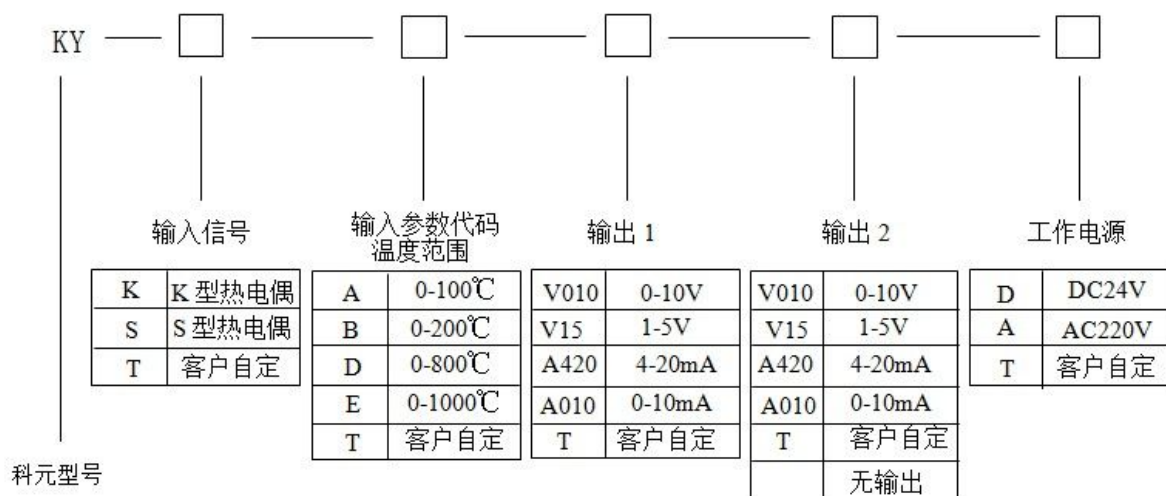 KY
输入信号
K K型热电偶
S S型热电偶
T 客户自定
输入参数代码
温度范围
A 0-100℃
B 0-200℃
D 0-800℃
E 0-1000℃
T 客户自定
输出1
V010 0-10V
V15 1-5V
A420 4-20mA
A010 0-10mA
T 客户自定
输出2
V010 0-10V
V15 1-5V
A420 4-20mA
A010 0-10mA
T 客户自定
无输出
工作电源
D DC24V
A AC220V
T 客户自定
科元型号